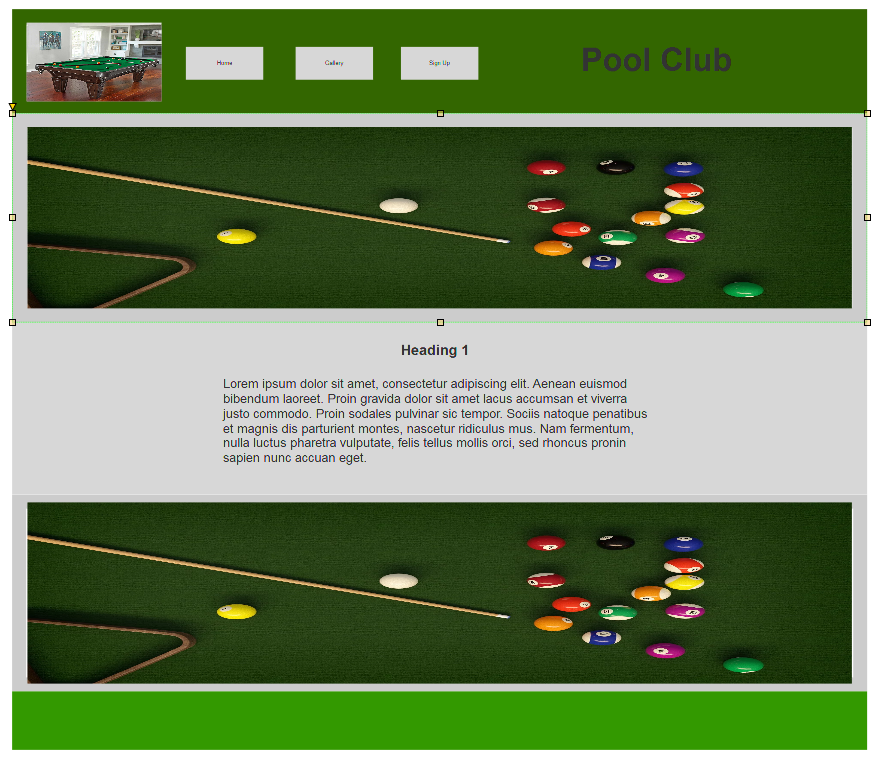 Home
Gallery
Sign Up
Pool Club
Heading 1
Lorem ipsum dolor sit amet, consectetur adipiscing elit. Aenean euismod
bibendum laoreet. Proin gravida dolor sit amet lacus accumsan et viverra
justo commodo. Proin sodales pulvinar sic tempor. Sociis natoque penatibus
et magnis dis parturient montes, nascetur ridiculus mus. Nam fermentum,
nulla luctus pharetra vulputate, felis tellus mollis orci, sed rhoncus pronin
sapien nunc accuan eget.